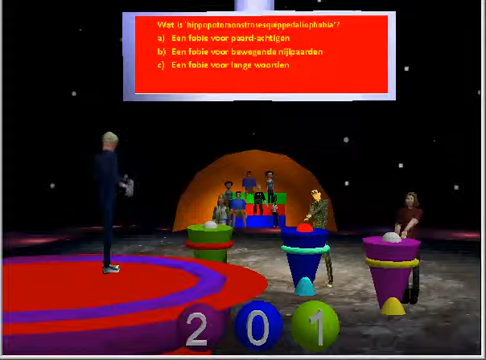 Wat is 'hippopotomonstrosesquippedaliophobia'?
a) Een fobie voor paard-achtigen
b) Een fobie voor bewegende nijlpaarden
c) Een fobie voor lange woorden
2 0 1